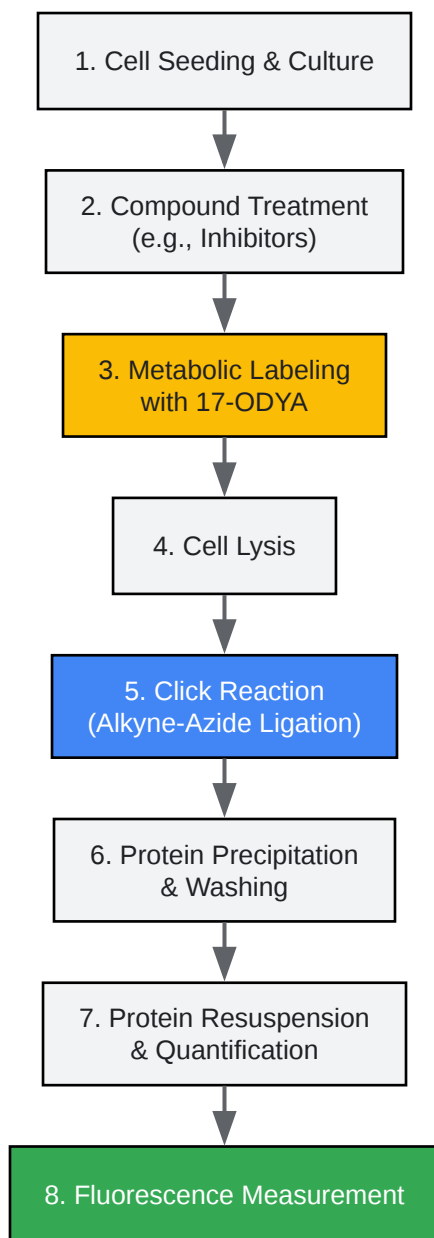 1. Cell Seeding & Culture
2. Compound Treatment
(e.g., Inhibitors)
3. Metabolic Labeling
with 17-ODYA
4. Cell Lysis
5. Click Reaction
(Alkyne-Azide Ligation)
6. Protein Precipitation
& Washing
7. Protein Resuspension
& Quantification
8. Fluorescence Measurement